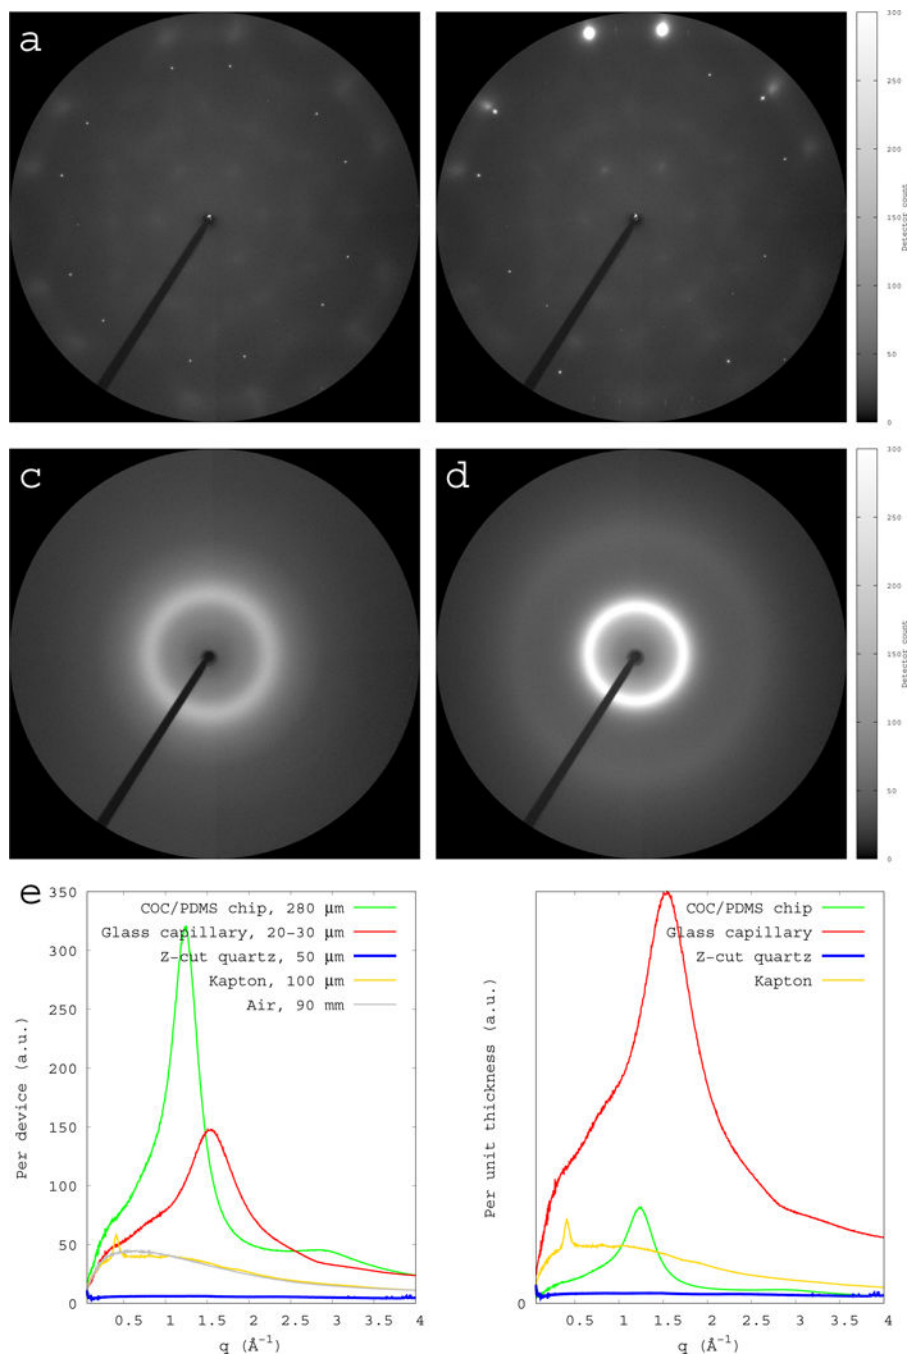 a
300
250
200
150
100
50
0
Detector count
c
d
300
250
200
150
100
50
0
Detector count
e
350
300
250
200
150
100
50
0
Per device (a.u.)
COC/PDMS chip, 280 μm
Glass capillary, 20-30 μm
Z-cut quartz, 50 μm
Kapton, 100 μm
Air, 90 mm
0.5 1 1.5 2 2.5 3 3.5 4
q (Å⁻¹)
Per unit thickness (a.u.)
COC/PDMS chip
Glass capillary
Z-cut quartz
Kapton
0
0.5 1 1.5 2 2.5 3 3.5 4
q (Å⁻¹)